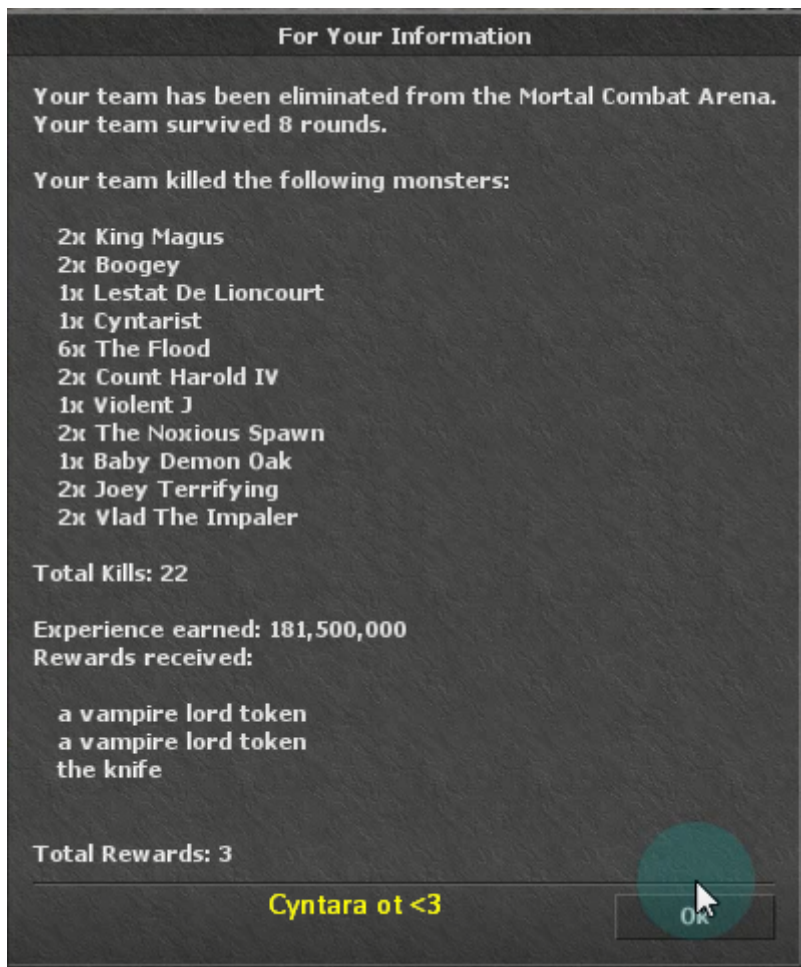 For Your Information
Your team has been eliminated from the Mortal Combat Arena.
Your team survived 8 rounds.
Your team killed the following monsters:
2x King Magus
2x Boogey
1x Lestat De Lioncourt
1x Cyntarist
6x The Flood
2x Count Harold IV
1x Violent J
2x The Noxious Spawn
1x Baby Demon Oak
2x Joey Terrifying
2x Vlad The Impaler
Total Kills: 22
Experience earned: 181,500,000
Rewards received:
a vampire lord token
a vampire lord token
the knife
Total Rewards: 3
Cyntara ot <3
Ok